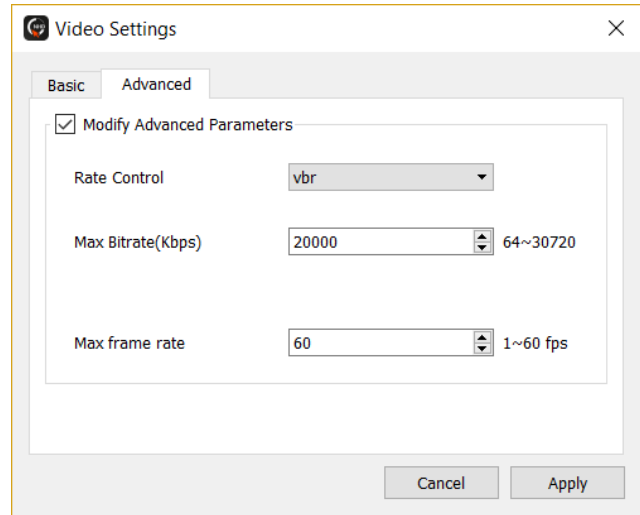 Video Settings
Basic Advanced
Modify Advanced Parameters
Rate Control vbr
Max Bitrate(Kbps) 20000 64~30720
Max frame rate 60 1~60 fps
Cancel Apply